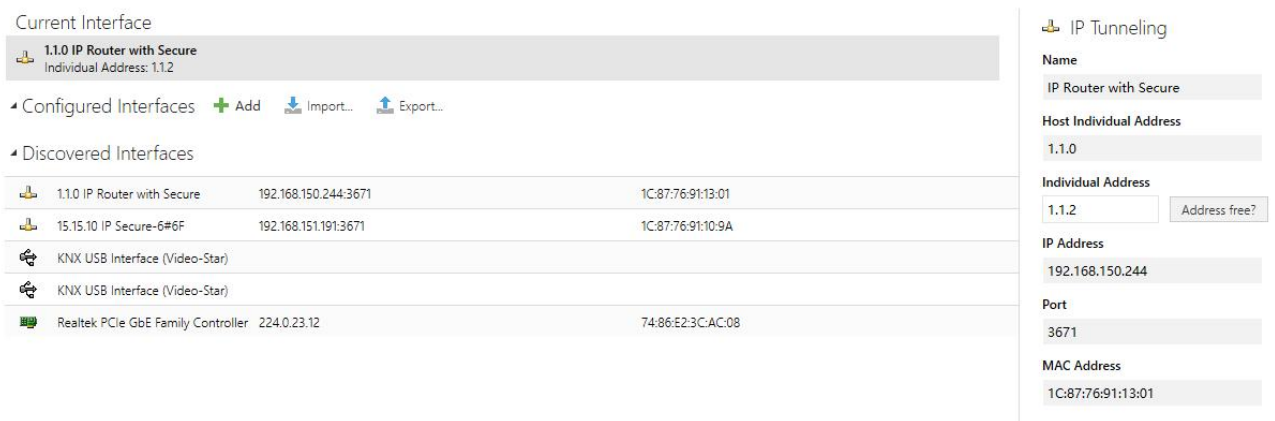 Current Interface
1.1.0 IP Router with Secure
Individual Address: 1.1.2
Configured Interfaces Add Import... Export...
Discovered Interfaces
1.1.0 IP Router with Secure 192.168.150.244:3671 1C:87:76:91:13:01
15.15.10 IP Secure-6#6F 192.168.151.191:3671 1C:87:76:91:10:9A
KNX USB Interface (Video-Star)
KNX USB Interface (Video-Star)
Realtek PCIe GbE Family Controller 224.0.23.12 74:86:E2:3C:AC:08
IP Tunneling
Name
IP Router with Secure
Host Individual Address
1.1.0
Individual Address
1.1.2 Address free?
IP Address
192.168.150.244
Port
3671
MAC Address
1C:87:76:91:13:01